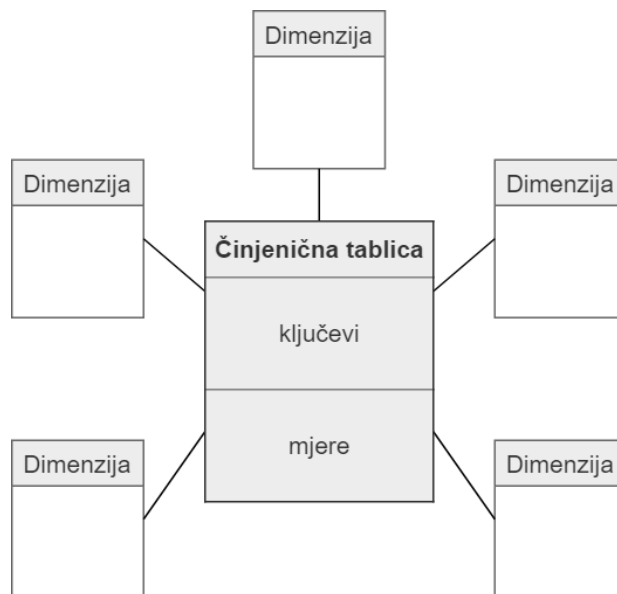 Dimenzija
Dimenzija
Dimenzija
Činjenična tablica
ključevi
mjere
Dimenzija
Dimenzija